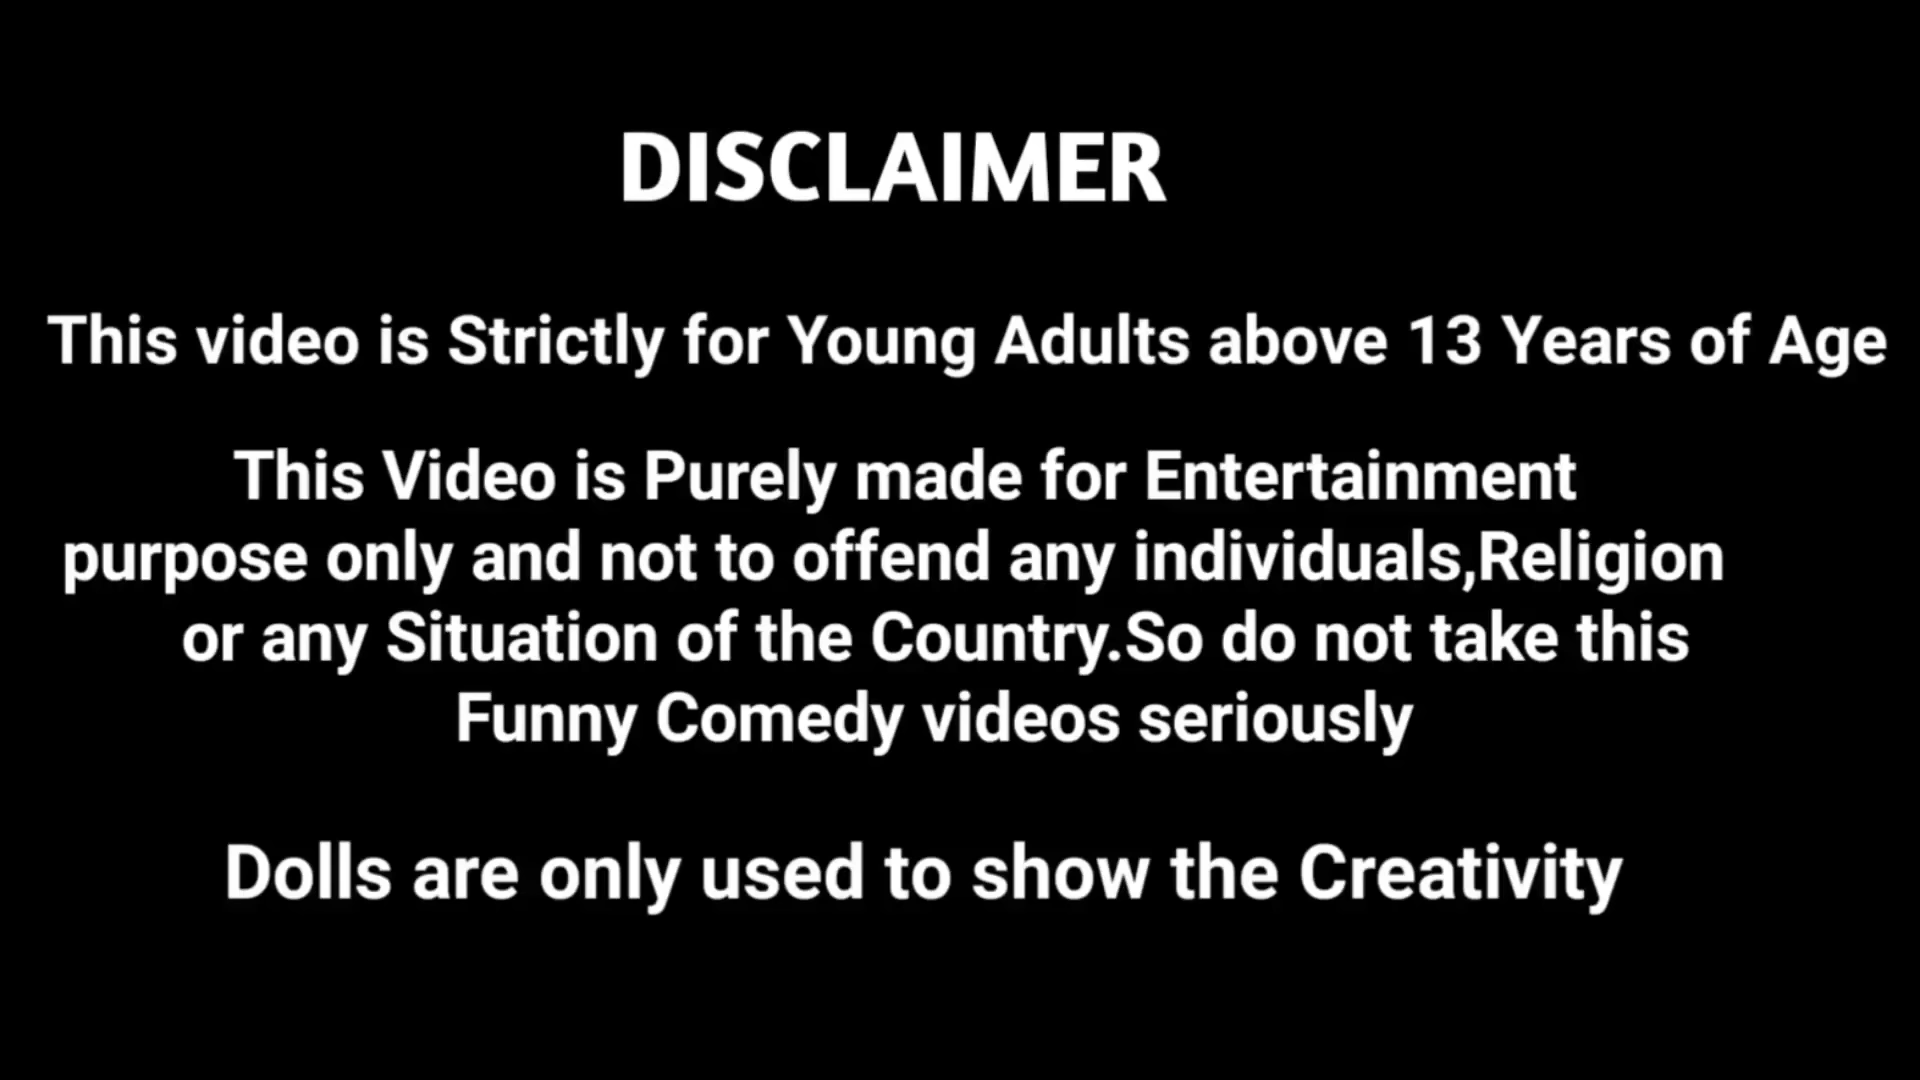 DISCLAIMER
This video is Strictly for Young Adults above 13 Years of Age
This Video is Purely made for Entertainment
purpose only and not to offend any individuals,Religion
or any Situation of the Country.So do not take this
Funny Comedy videos seriously
Dolls are only used to show the Creativity